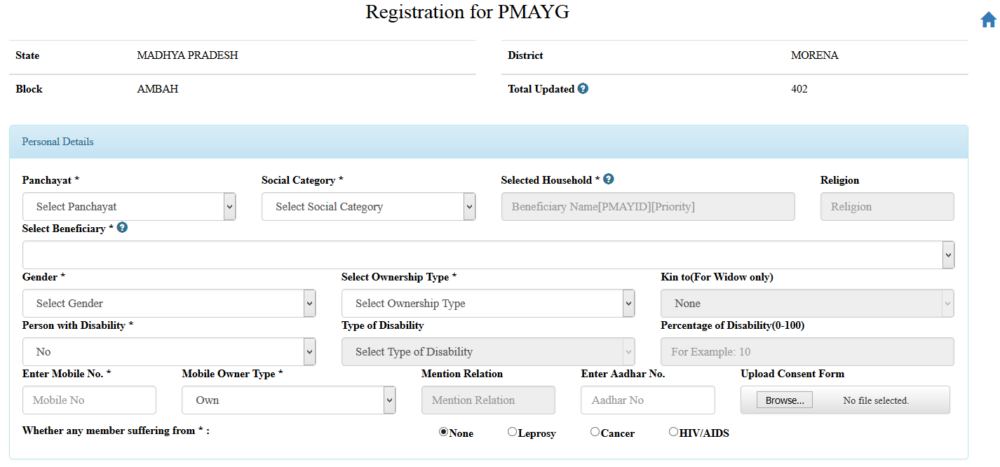 Registration for PMAYG
State MADHYA PRADESH District MORENA
Block AMBAH Total Updated ? 402
Personal Details
Panchayat * Social Category * Selected Household * ? Religion
Select Panchayat Select Social Category Beneficiary Name[PMAYID][Priority] Religion
Select Beneficiary * ?
Gender * Select Ownership Type * Kin to(For Widow only)
Select Gender Select Ownership Type None
Person with Disability * Type of Disability Percentage of Disability(0-100)
No Select Type of Disability For Example: 10
Enter Mobile No. * Mobile Owner Type * Mention Relation Enter Aadhar No. Upload Consent Form
Mobile No Own Mention Relation Aadhar No Browse... No file selected.
Whether any member suffering from * : None Leprosy Cancer HIV/AIDS